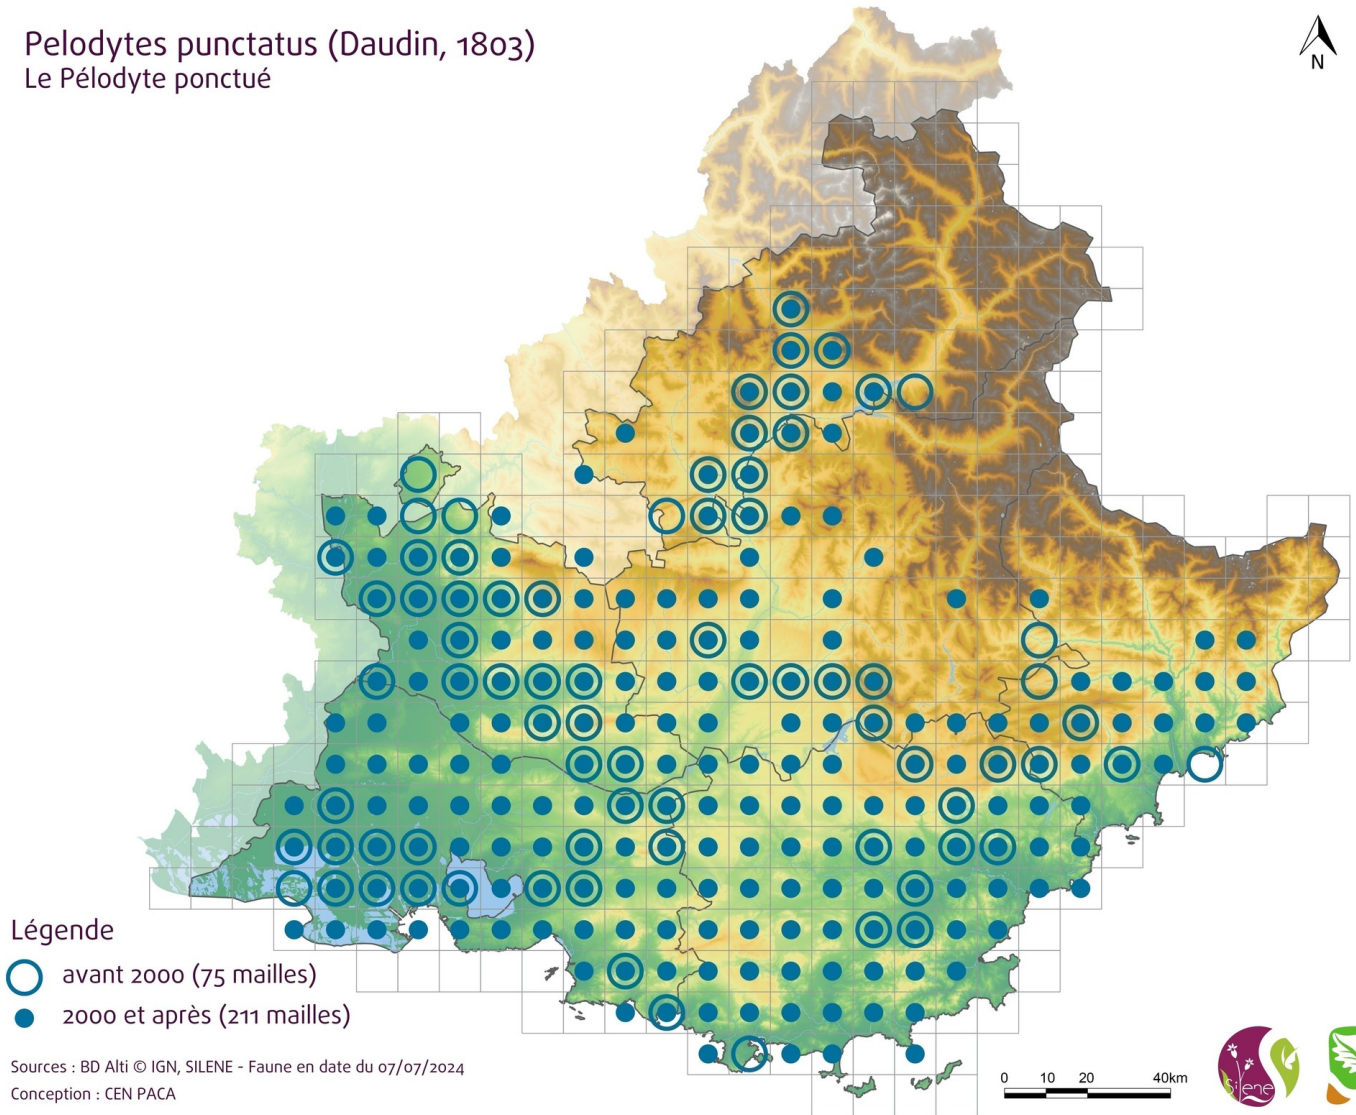 Pelodytes punctatus (Daudin, 1803)
Le Pélodyte ponctué
N
Légende
avant 2000 (75 mailles)
2000 et après (211 mailles)
Sources : BD Alti © IGN, SILENE - Faune en date du 07/07/2024
Conception : CEN PACA
0 10 20 40km
Silene